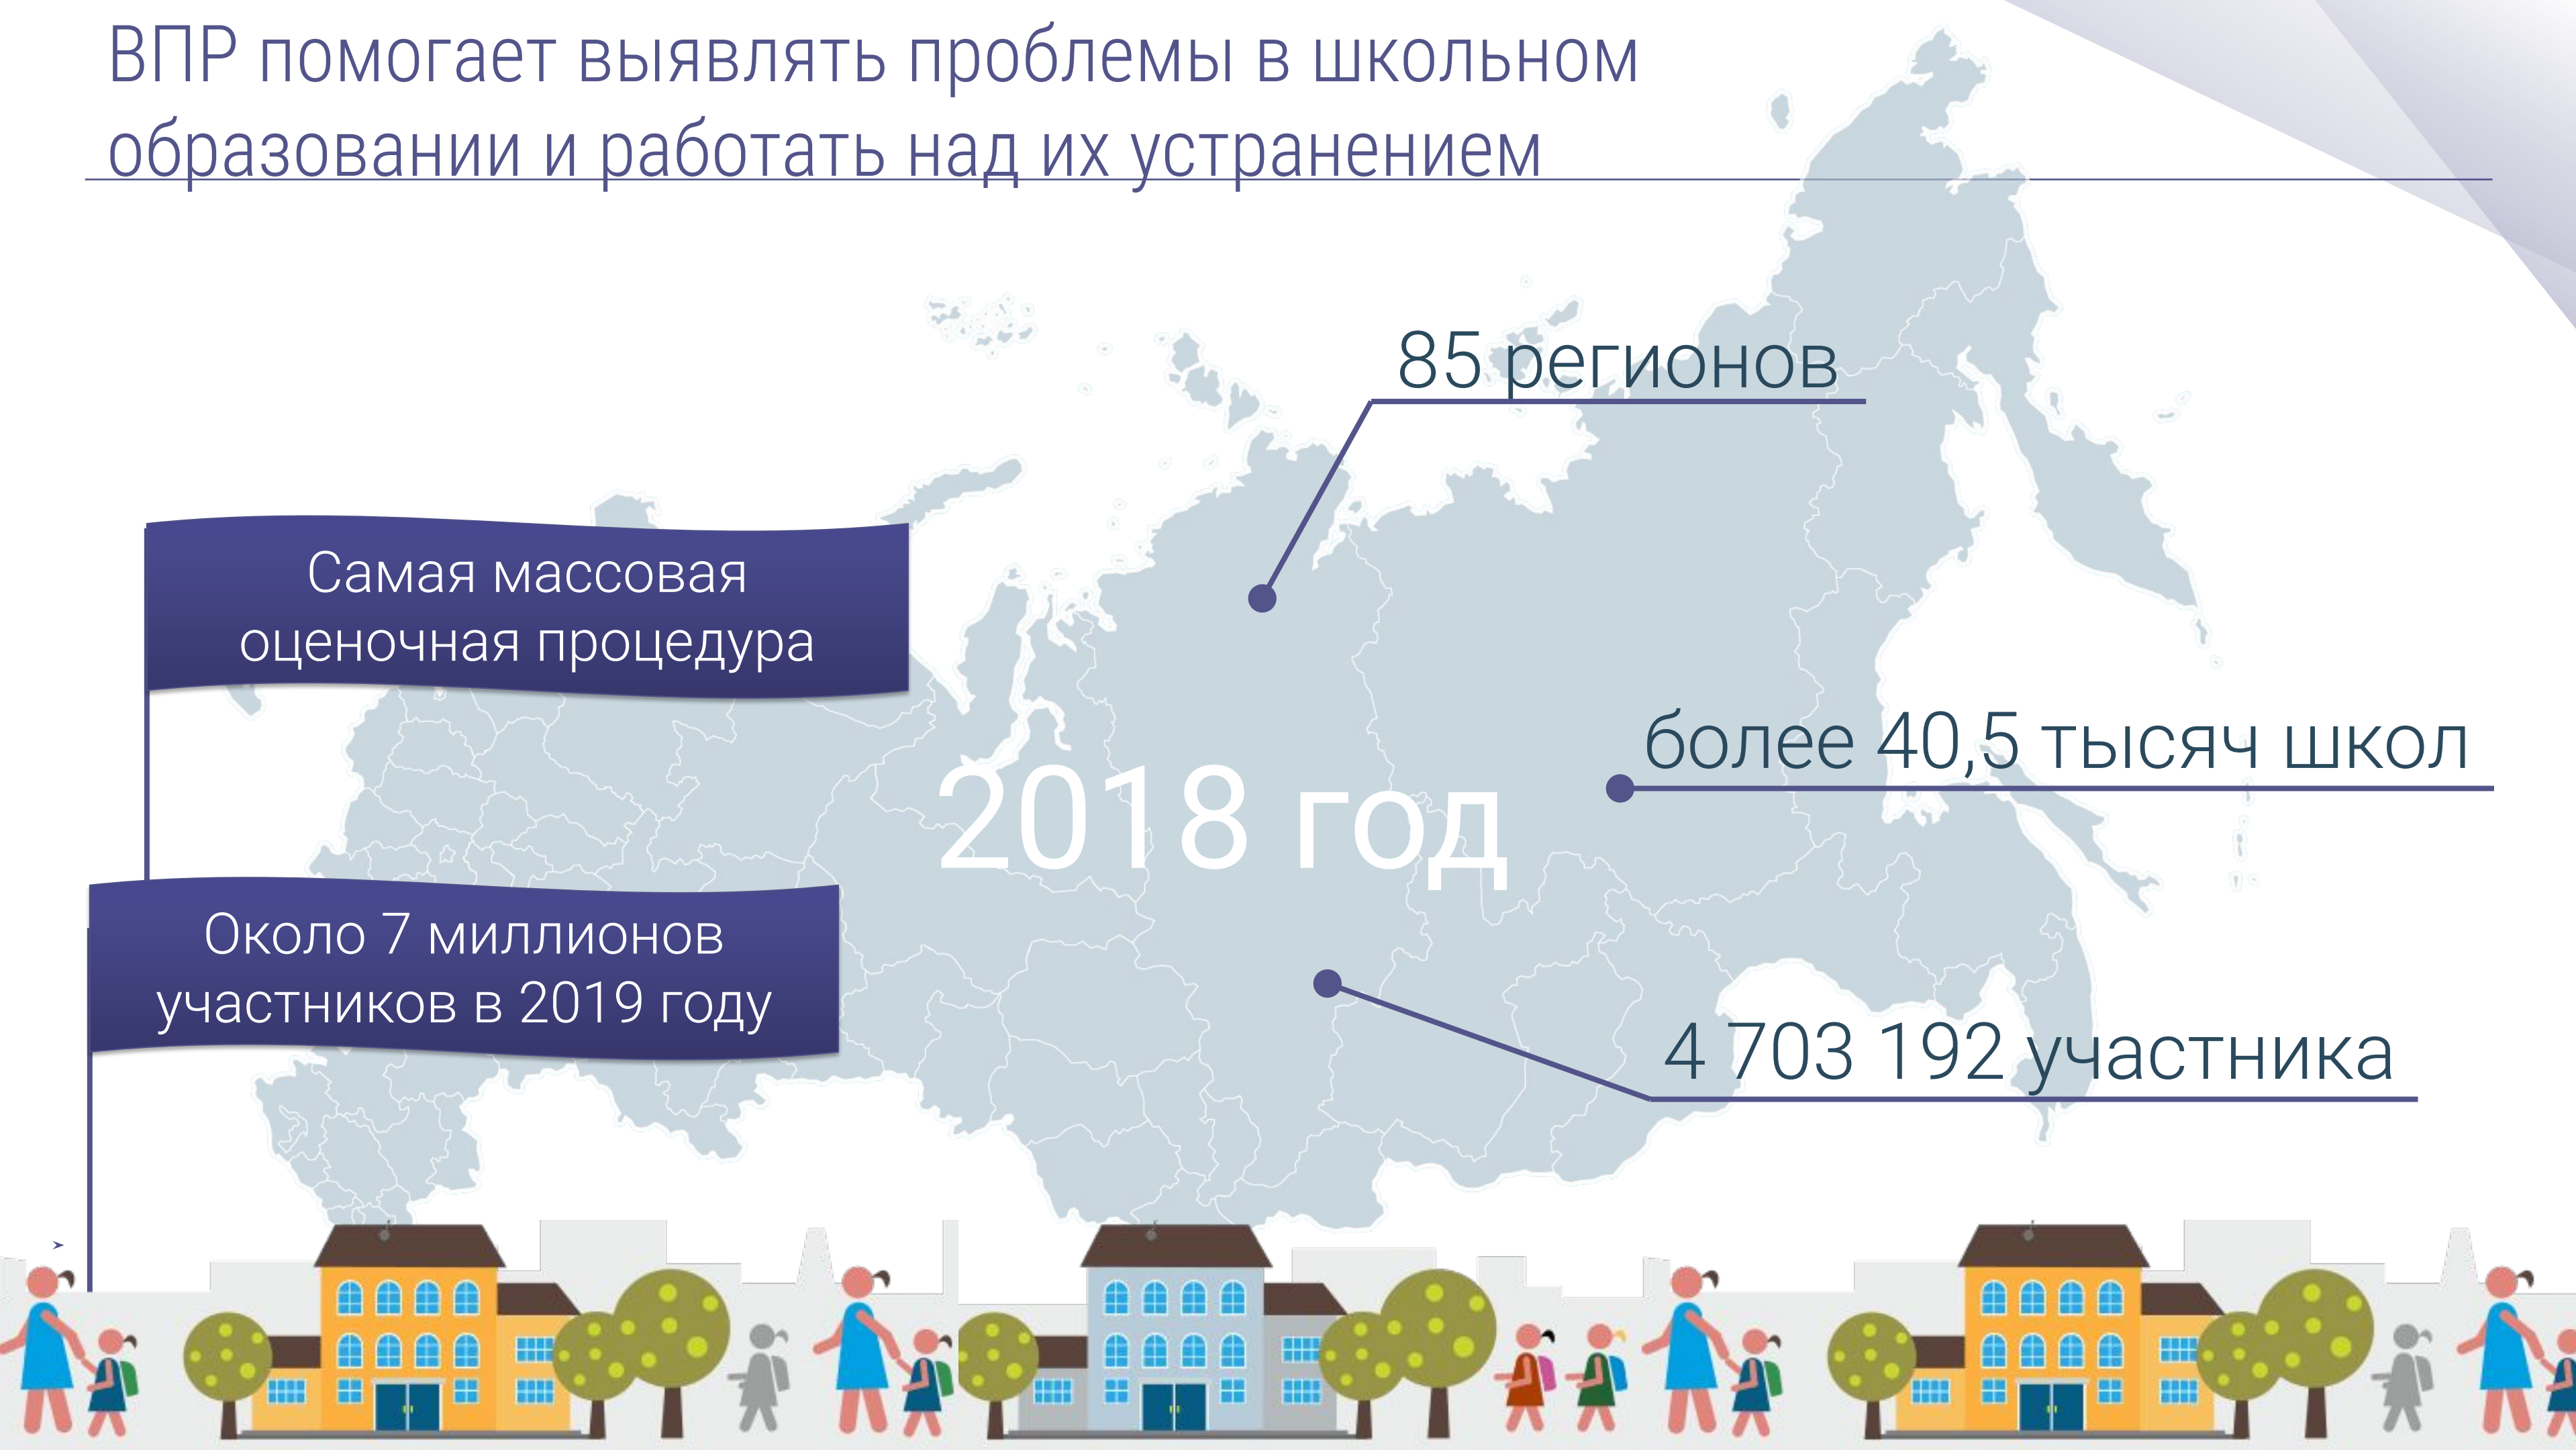 ВПР помогает выявлять проблемы в школьном
образовании и работать над их устранением
85 регионов
Самая массовая
оценочная процедура
более 40,5 тысяч школ
2018 год
Около 7 миллионов
участников в 2019 году
4 703 192 участника